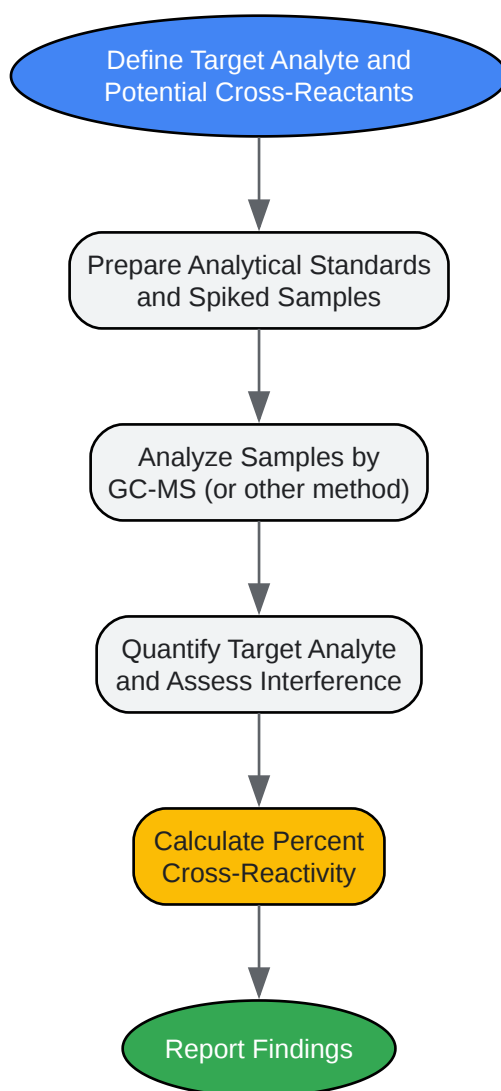 Define Target Analyte and
Potential Cross-Reactants
Prepare Analytical Standards
and Spiked Samples
Analyze Samples by
GC-MS (or other method)
Quantify Target Analyte
and Assess Interference
Calculate Percent
Cross-Reactivity
Report Findings